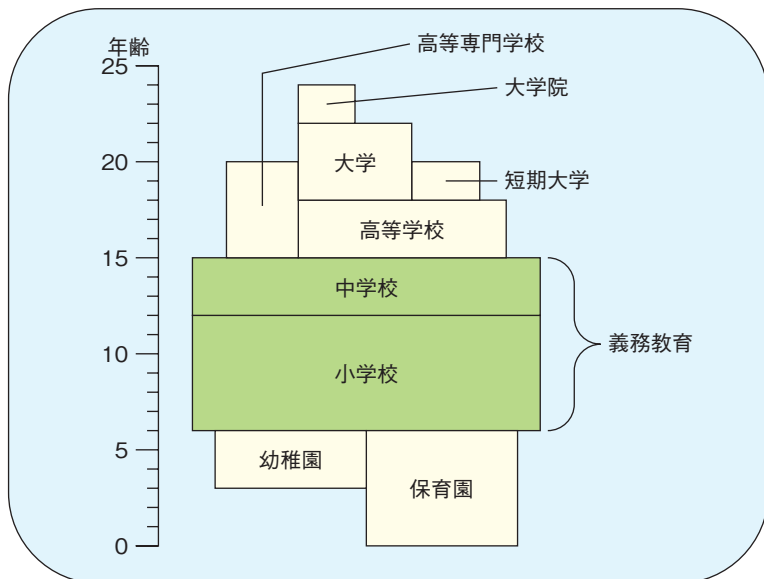 年齢
高等専門学校
25
大学院
20
大学
短期大学
高等学校
15
中学校
義務教育
10
小学校
5
幼稚園
保育園
0